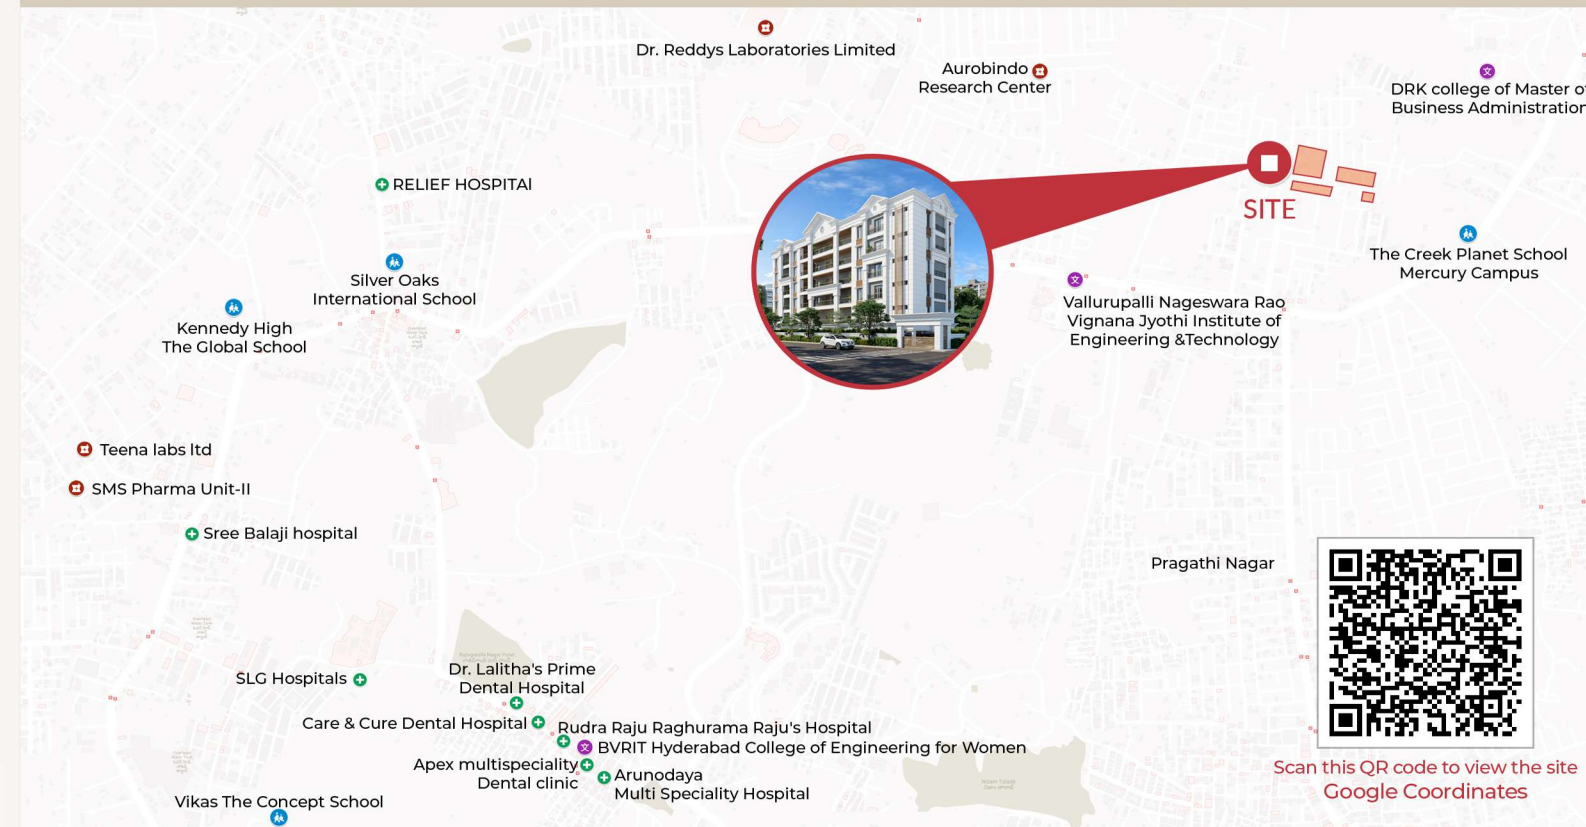 Dr. Reddys Laboratories Limited
Aurobindo
Research Center
DRK college of Master of
Business Administration
RELIEF HOSPITAl
SITE
Silver Oaks
International School
The Creek Planet School
Mercury Campus
Kennedy High
The Global School
Vallurupalli Nageswara Rao
Vignana Jyothi Institute of
Engineering &Technology
Teena labs ltd
SMS Pharma Unit-II
Sree Balaji hospital
Pragathi Nagar
SLG Hospitals
Dr. Lalitha's Prime
Dental Hospital
Care & Cure Dental Hospital
Rudra Raju Raghurama Raju's Hospital
BVRIT Hyderabad College of Engineering for Women
Apex multispeciality
Dental clinic
Arunodaya
Multi Speciality Hospital
Vikas The Concept School
Scan this QR code to view the site
Google Coordinates